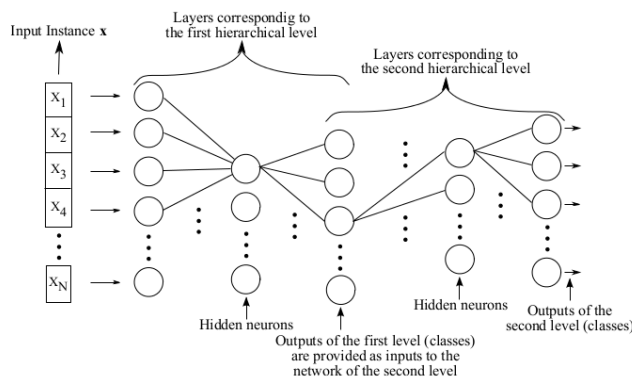 Layers correspondig to
the first hierarchical level
Input Instance x
Layers corresponding to
the second hierarchical level
X1
X2
X3
X4
XN
Hidden neurons
Outputs of the first level (classes)
are provided as inputs to the
network of the second level
Hidden neurons
Outputs of the
second level (classes)